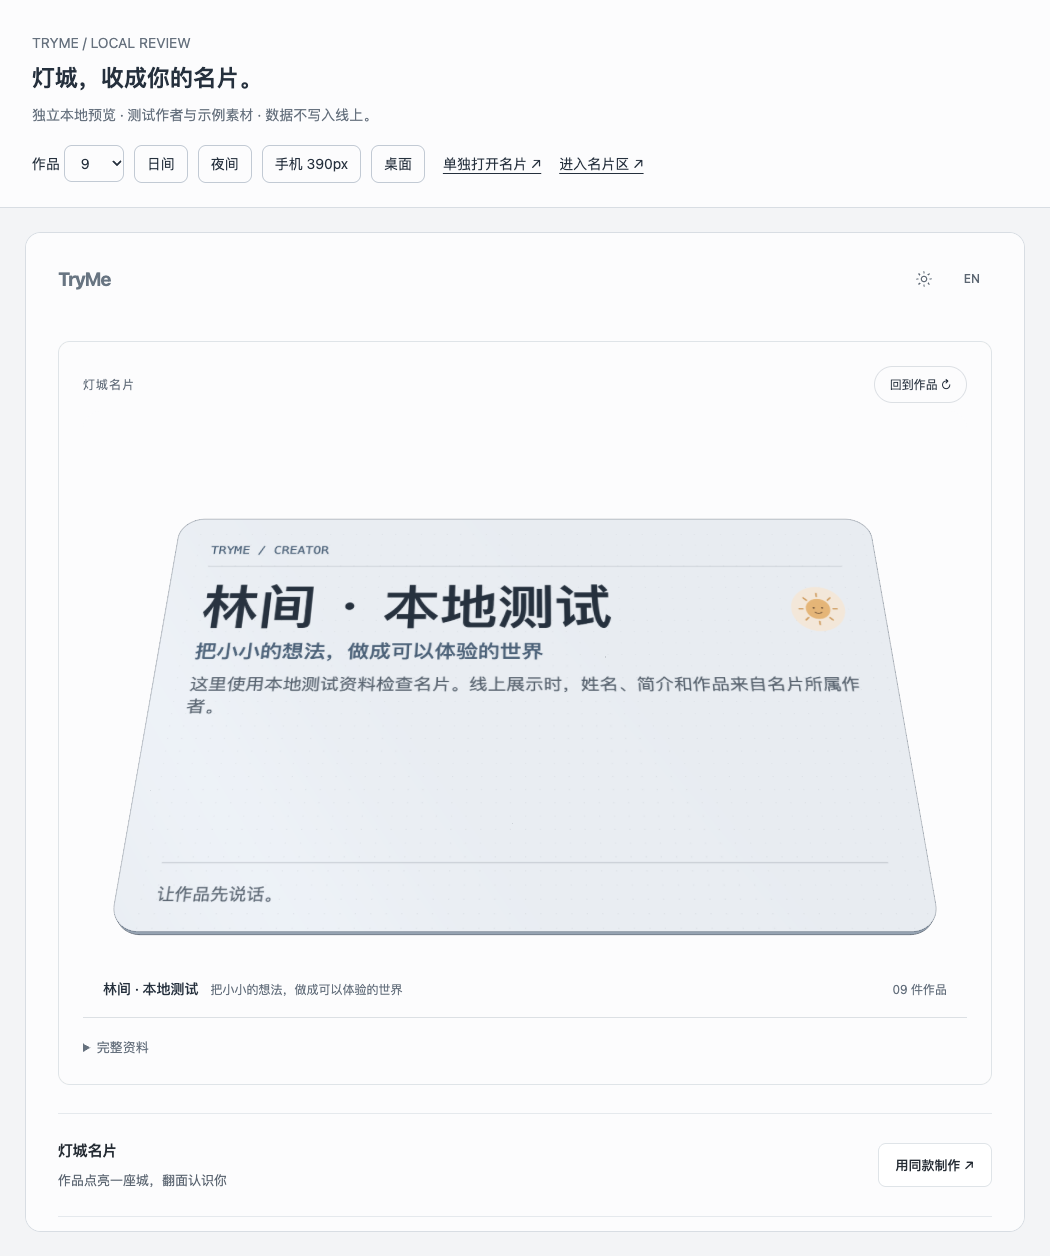 TRYME / LOCAL REVIEW
灯城，收成你的名片。
独立本地预览 · 测试作者与示例素材 · 数据不写入线上。
作品 9 日间 夜间 手机 390px 桌面 单独打开名片 ↗ 进入名片区 ↗
TryMe EN
灯城名片 回到作品 ↻
TRYME / CREATOR
林间 · 本地测试
把小小的想法，做成可以体验的世界
这里使用本地测试资料检查名片。线上展示时，姓名、简介和作品来自名片所属作
者。
让作品先说话。
林间 · 本地测试 把小小的想法，做成可以体验的世界 09 件作品
▶ 完整资料
灯城名片
作品点亮一座城，翻面认识你
用同款制作 ↗